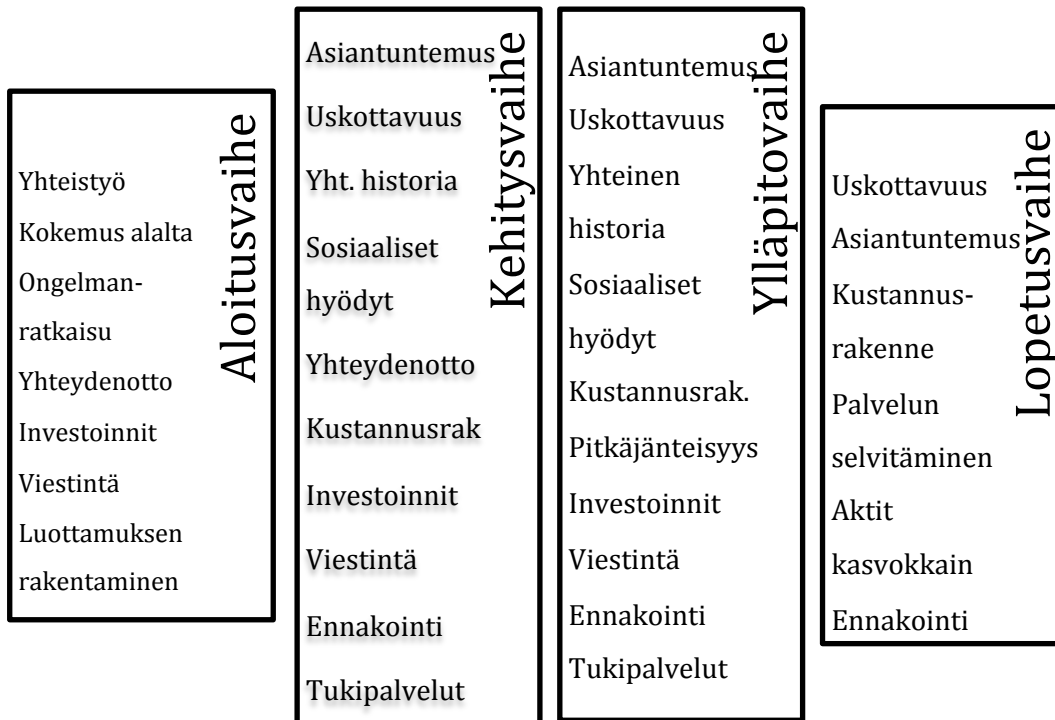 Aloitusvaihe
Yhteistyö
Kokemus alalta
Ongelman-
ratkaisu
Yhteydenotto
Investoinnit
Viestintä
Luottamuksen
rakentaminen
Kehitysvaihe
Asiantuntemus
Uskottavuus
Yht. historia
Sosiaaliset
hyödyt
Yhteydenotto
Kustannusrak
Investoinnit
Viestintä
Ennakointi
Tukipalvelut
Ylläpitovaihe
Asiantuntemus
Uskottavuus
Yhteinen
historia
Sosiaaliset
hyödyt
Kustannusrak.
Pitkäjänteisyys
Investoinnit
Viestintä
Ennakointi
Tukipalvelut
Lopetusvaihe
Uskottavuus
Asiantuntemus
Kustannus-
rakenne
Palvelun
selvitäminen
Aktit
kasvokkain
Ennakointi